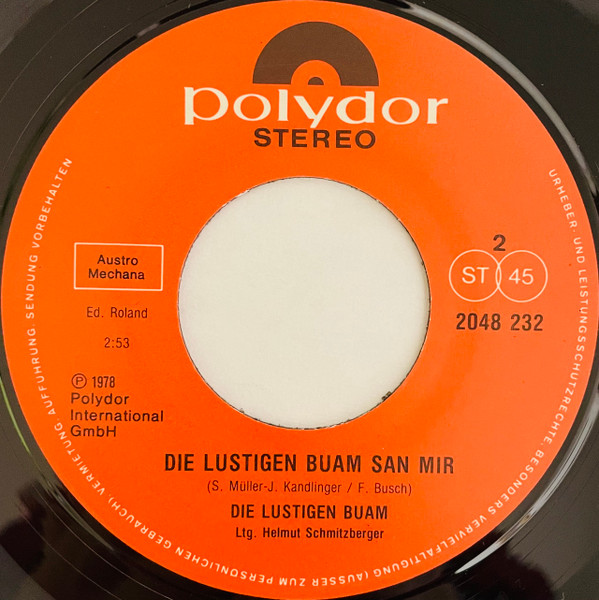 polydor
STEREO
Austro
Mechana
Ed. Roland
2:53
℗ 1978
Polydor
International
GmbH
2
ST 45
2048 232
DIE LUSTIGEN BUAM SAN MIR
(S. Müller-J. Kandlinger / F. Busch)
DIE LUSTIGEN BUAM
Ltg. Helmut Schmitzberger
URHEBER- UND LEISTUNGSSCHUTZRECHTE, BESONDERS VERVIELFÄLTIGUNG (AUSSER ZUM PERSÖNLICHEN GEBRAUCH), VERMIETUNG, AUFFÜHRUNG, SENDUNG VORBEHALTEN